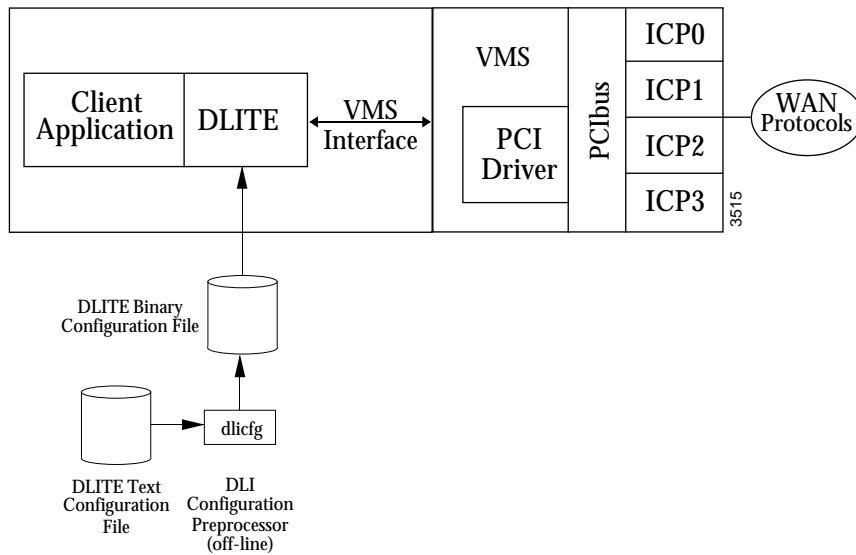 Client
Application
DLITE
VMS
Interface
VMS
PCI
Driver
PCIbus
ICP0
ICP1
ICP2
ICP3
WAN
Protocols
3515
DLITE Binary
Configuration File
dlicfg
DLITE Text
Configuration
File
DLI
Configuration
Preprocessor
(off-line)